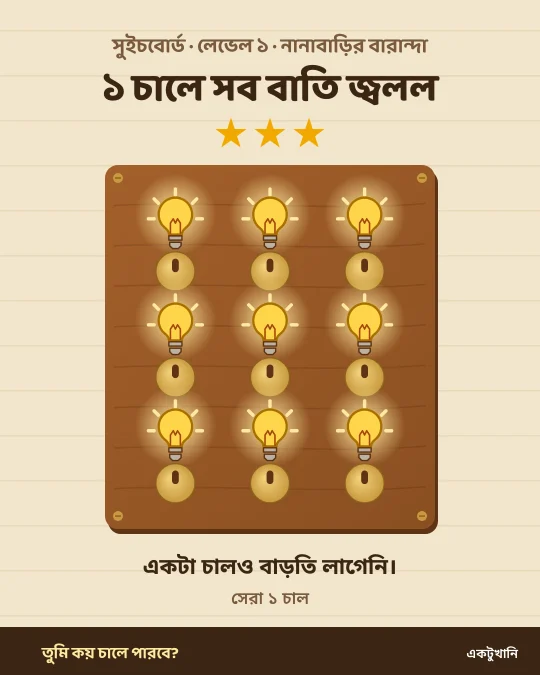 সুইচবোর্ড · লেভেল ১ · নানাবাড়ির বারান্দা
১ চালে সব বাতি জ্বলল
একটা চালও বাড়তি লাগেনি।
সেরা ১ চাল
তুমি কয় চালে পারবে?
একটুখানি